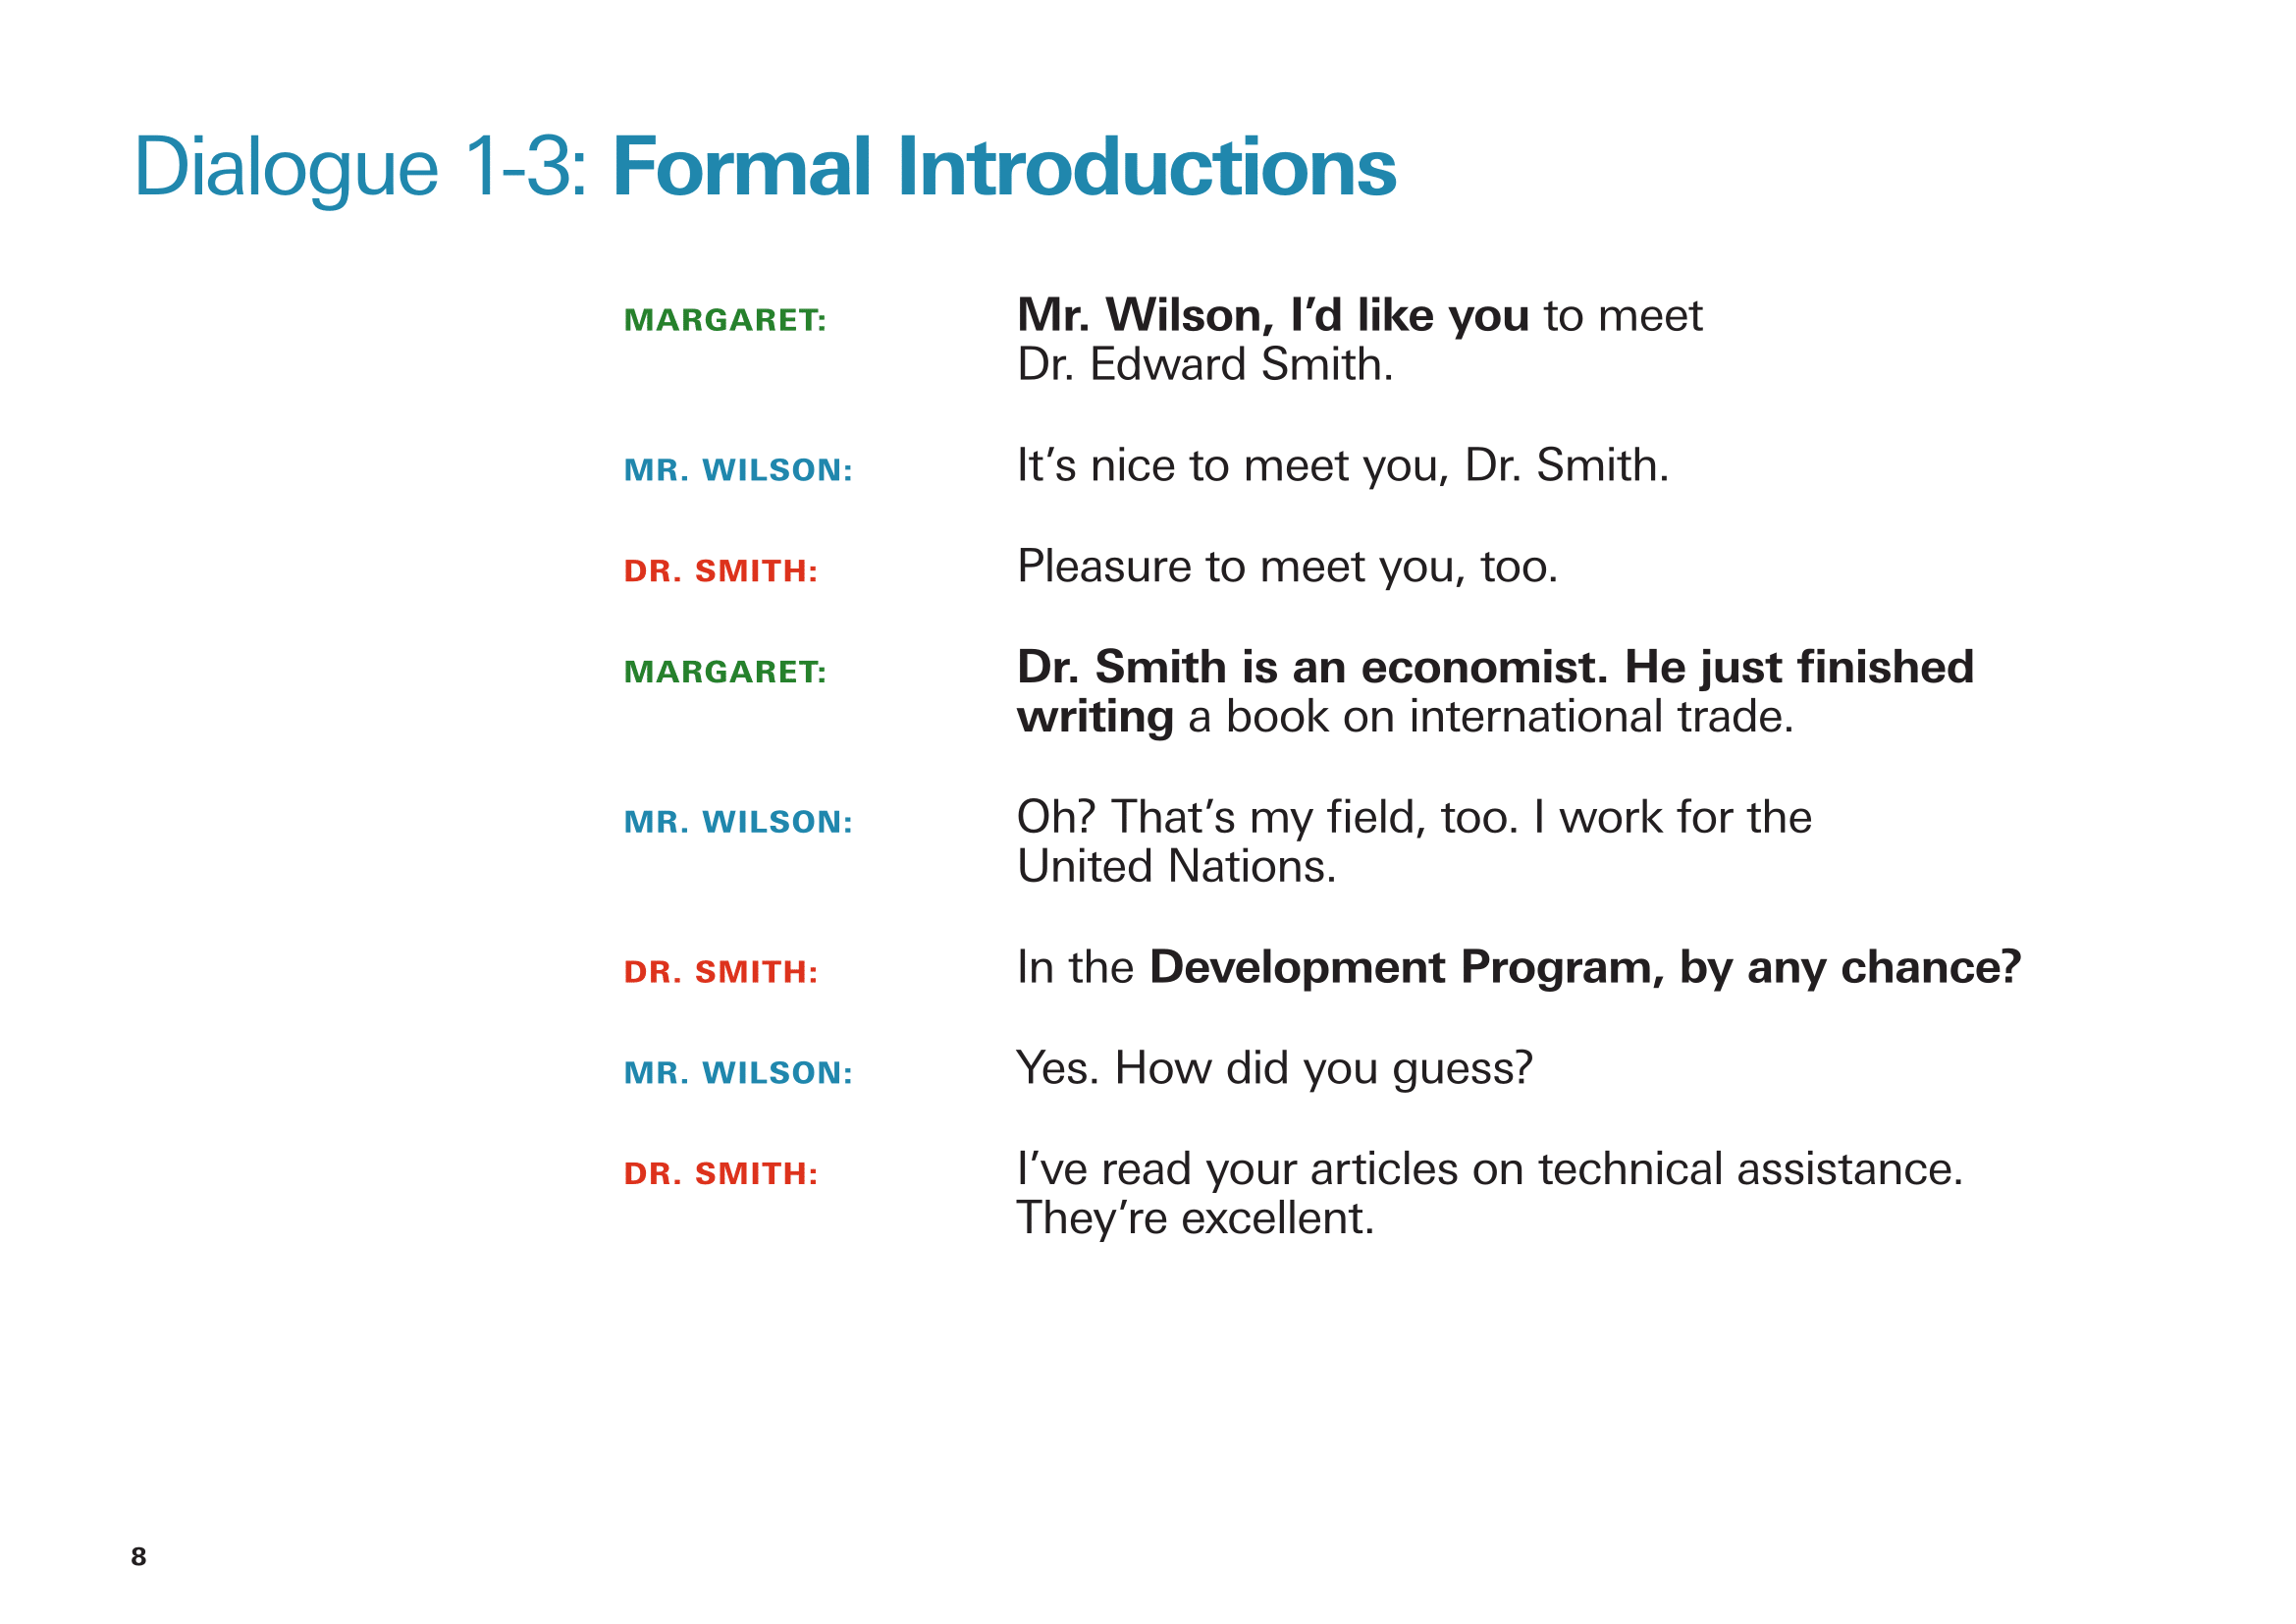 Dialogue 1-3: Formal Introductions
MARGARET: Mr. Wilson, I’d like you to meet
Dr. Edward Smith.
MR. WILSON: It’s nice to meet you, Dr. Smith.
DR. SMITH: Pleasure to meet you, too.
MARGARET: Dr. Smith is an economist. He just finished
writing a book on international trade.
MR. WILSON: Oh? That’s my field, too. I work for the
United Nations.
DR. SMITH: In the Development Program, by any chance?
MR. WILSON: Yes. How did you guess?
DR. SMITH: I’ve read your articles on technical assistance.
They’re excellent.
8